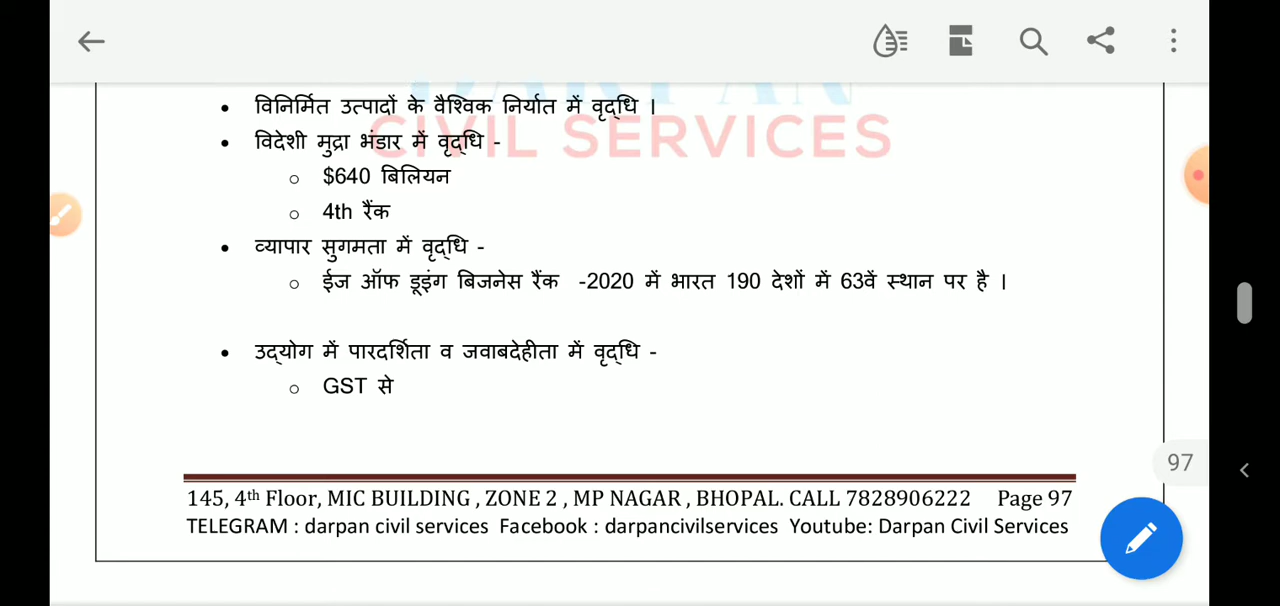 DARPAN
• विनिर्मित उत्पादों के वैश्विक निर्यात में वृद्धि ।
CIVIL SERVICES
• विदेशी मुद्रा भंडार में वृद्धि -
○ $640 बिलियन
○ 4th रैंक
• व्यापार सुगमता में वृद्धि -
○ ईज ऑफ डूइंग बिजनेस रैंक -2020 में भारत 190 देशों में 63वें स्थान पर है ।
• उद्योग में पारदर्शिता व जवाबदेहीता में वृद्धि -
○ GST से
97
145, 4th Floor, MIC BUILDING , ZONE 2 , MP NAGAR , BHOPAL. CALL 7828906222 Page 97
TELEGRAM : darpan civil services Facebook : darpancivilservices Youtube: Darpan Civil Services